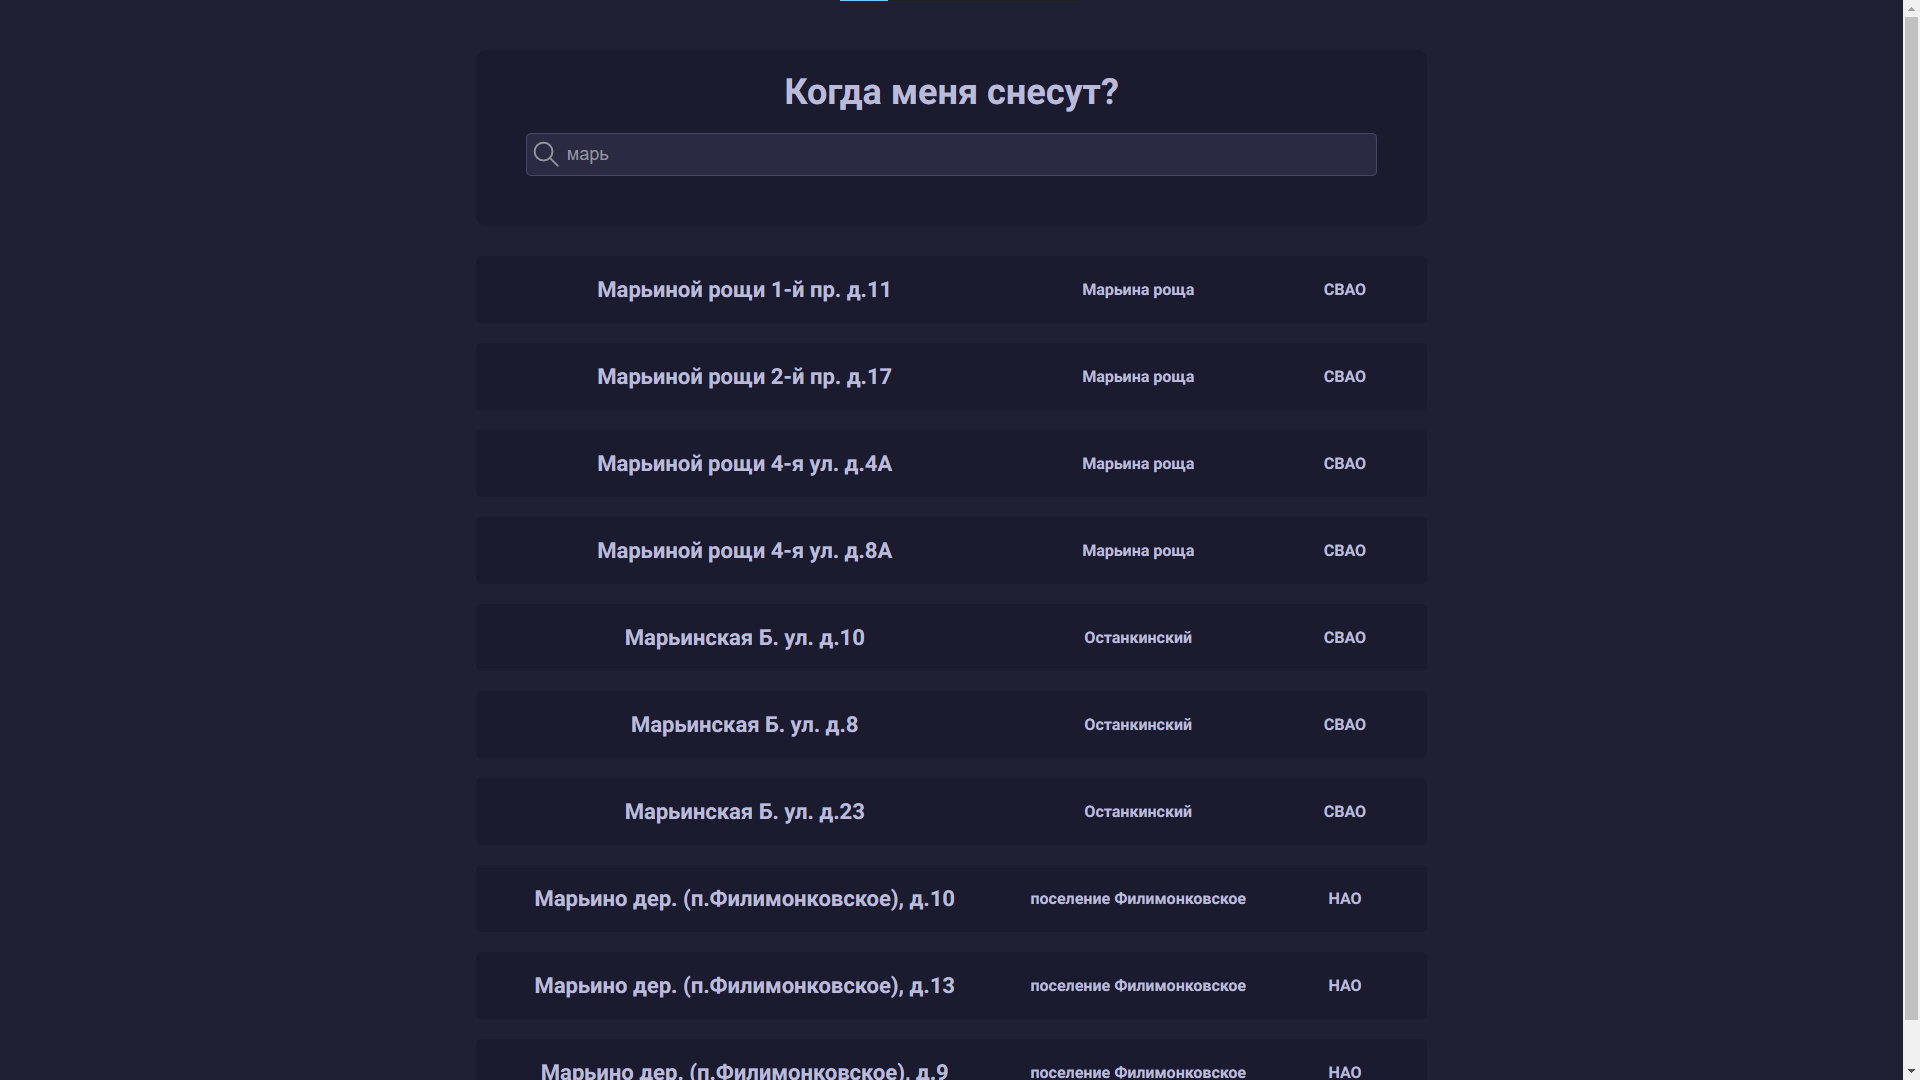 Когда меня снесут?
марь
Марьиной рощи 1-й пр. д.11 Марьина роща СВАО
Марьиной рощи 2-й пр. д.17 Марьина роща СВАО
Марьиной рощи 4-я ул. д.4А Марьина роща СВАО
Марьиной рощи 4-я ул. д.8А Марьина роща СВАО
Марьинская Б. ул. д.10 Останкинский СВАО
Марьинская Б. ул. д.8 Останкинский СВАО
Марьинская Б. ул. д.23 Останкинский СВАО
Марьино дер. (п.Филимонковское), д.10 поселение Филимонковское НАО
Марьино дер. (п.Филимонковское), д.13 поселение Филимонковское НАО
Марьино дер. (п.Филимонковское), д.9 поселение Филимонковское НАО